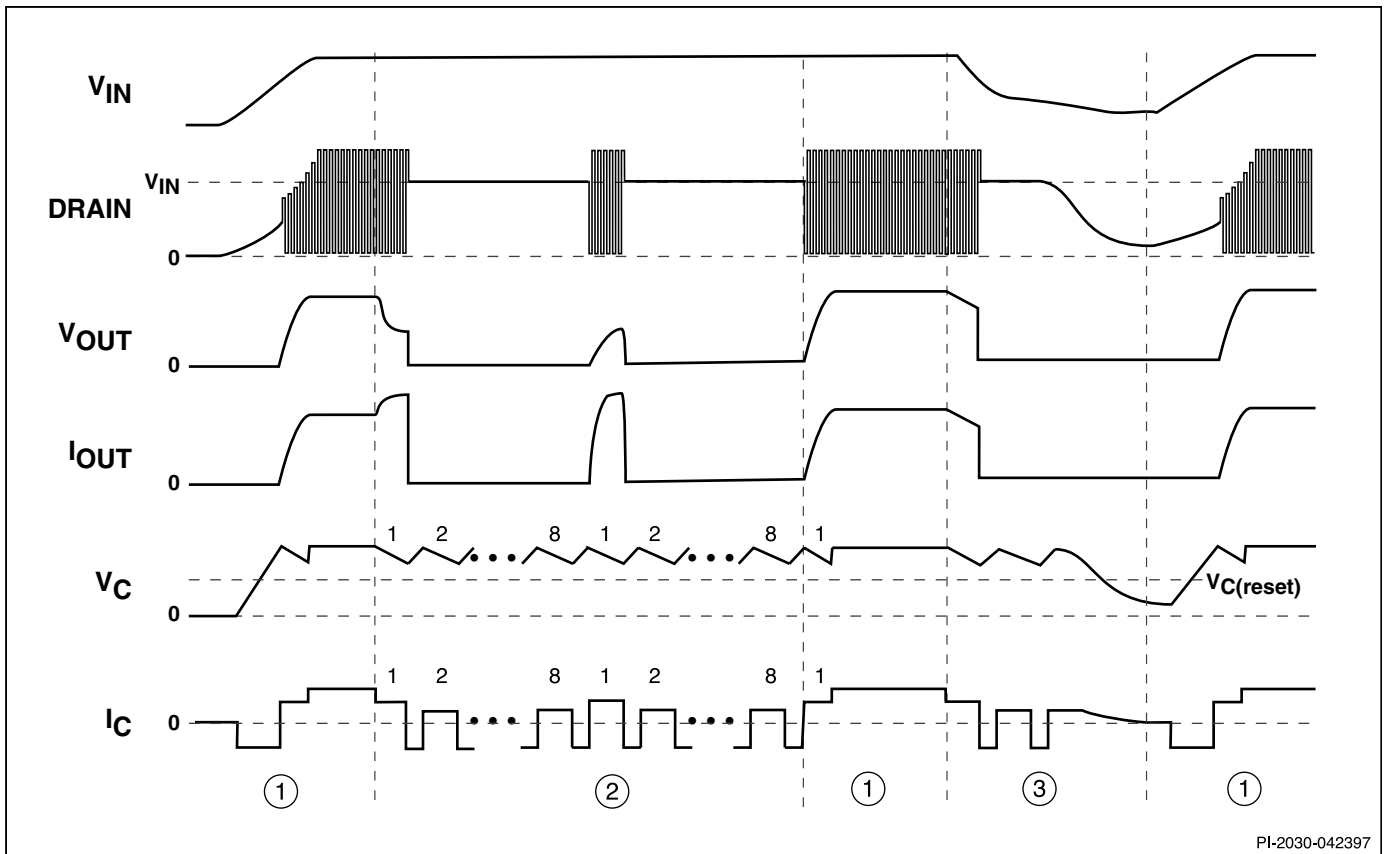 VIN
VIN
DRAIN
0
VOUT
0
IOUT
0
1 2 8 1 2 8 1
VC
VC(reset)
0
1 2 8 1 2 8 1
IC
0
1 2 1 3 1
PI-2030-042397